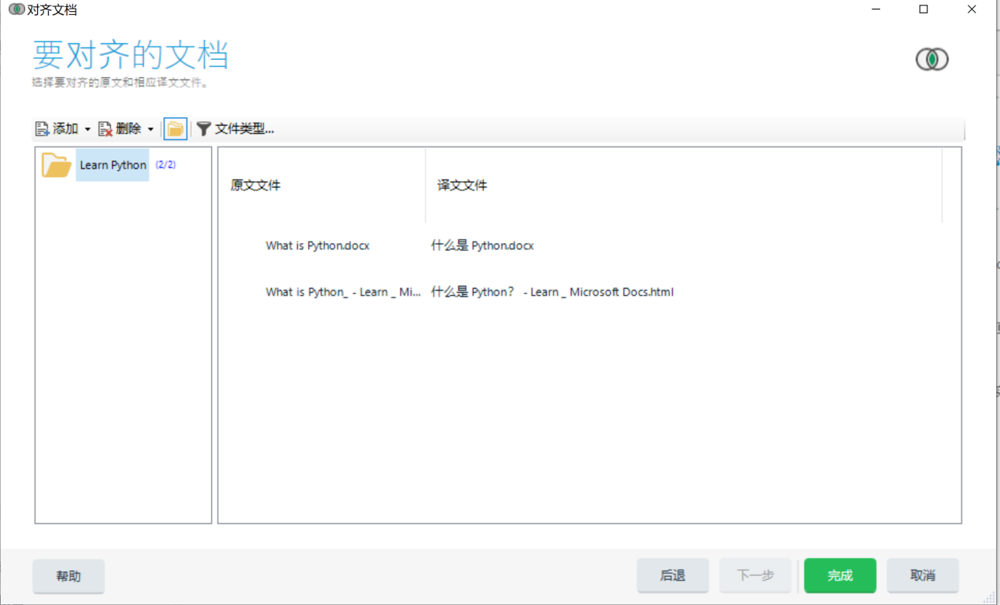 对齐文档
要对齐的文档
选择要对齐的原文和相应译文文件。
添加 删除 文件类型...
Learn Python (2/2)
原文文件 译文文件
What is Python.docx 什么是 Python.docx
What is Python_ - Learn _ Mi... 什么是 Python？ - Learn _ Microsoft Docs.html
帮助 后退 下一步 完成 取消